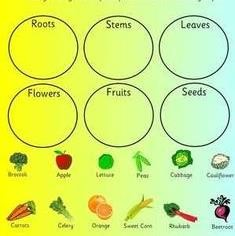 Roots Stems Leaves
Flowers Fruits Seeds
Broccoli Apple Lettuce Peas Cabbage Cauliflower
Carrots Celery Orange Sweet Corn Rhubarb Beetroot